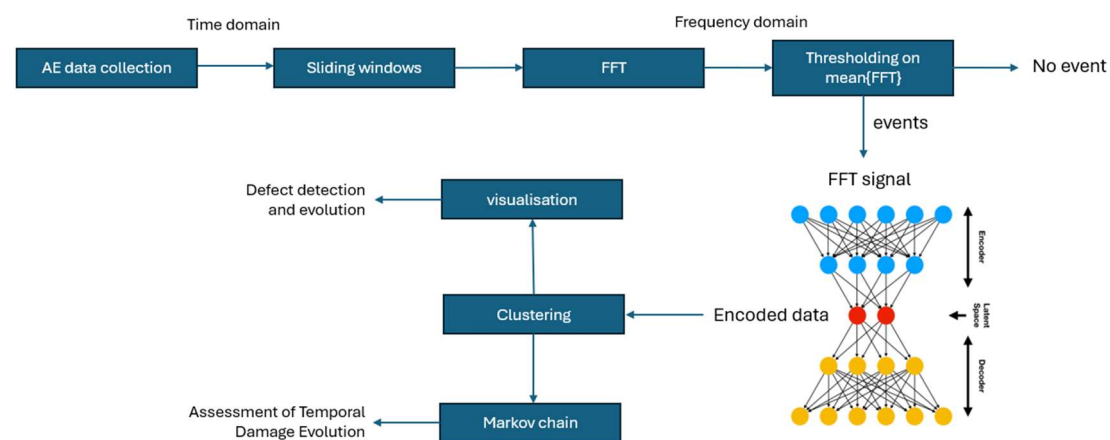 Time domain
Frequency domain
AE data collection
Sliding windows
FFT
Thresholding on
mean{FFT}
No event
events
FFT signal
Defect detection
and evolution
visualisation
Encoder
Clustering
Encoded data
Latent
Space
Decoder
Assessment of Temporal
Damage Evolution
Markov chain